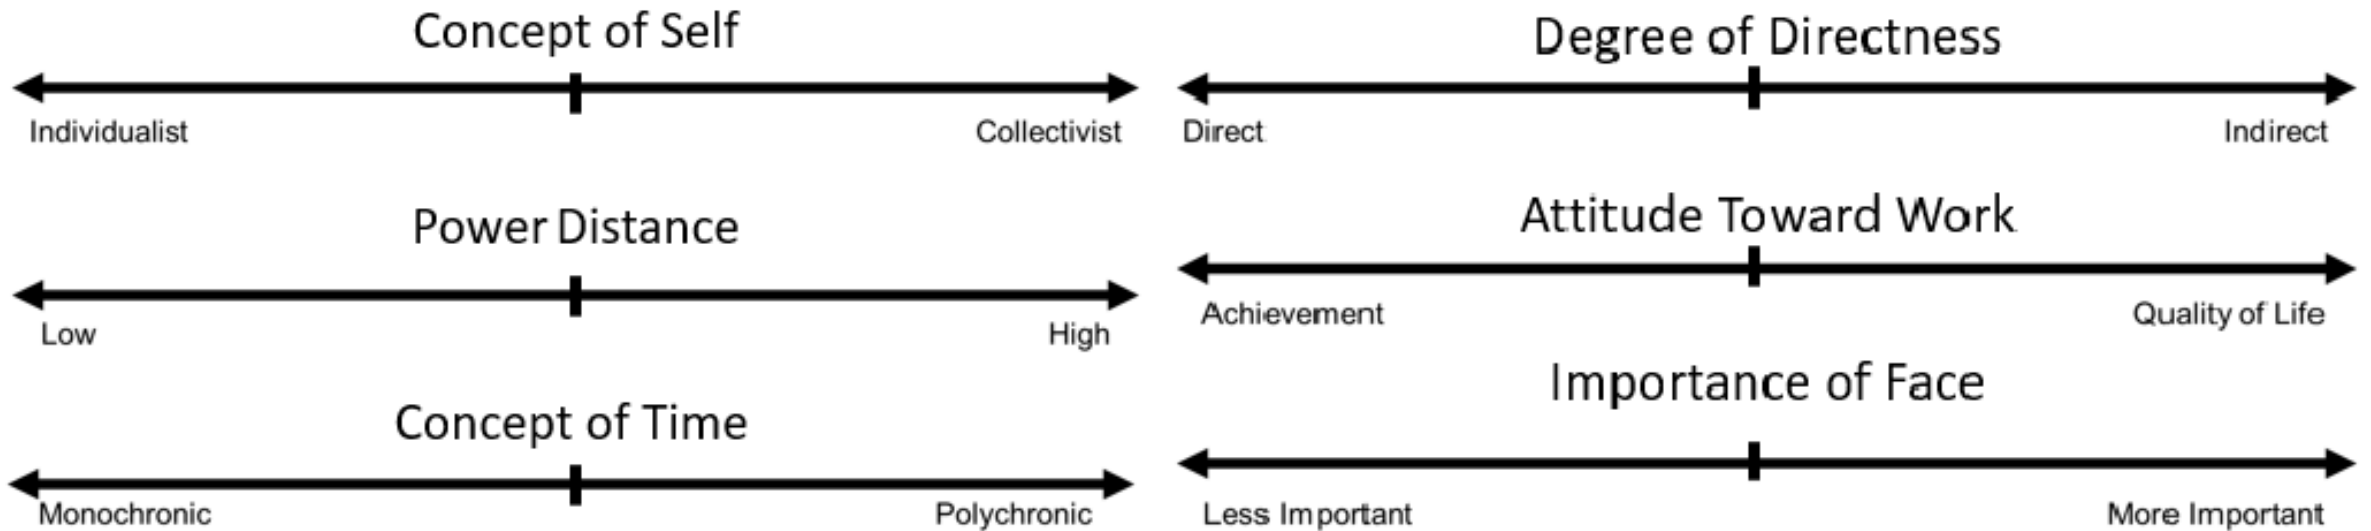 Concept of Self
Individualist
Collectivist
Power Distance
Low
High
Concept of Time
Monochronic
Polychronic
Degree of Directness
Direct
Indirect
Attitude Toward Work
Achievement
Quality of Life
Importance of Face
Less Important
More Important